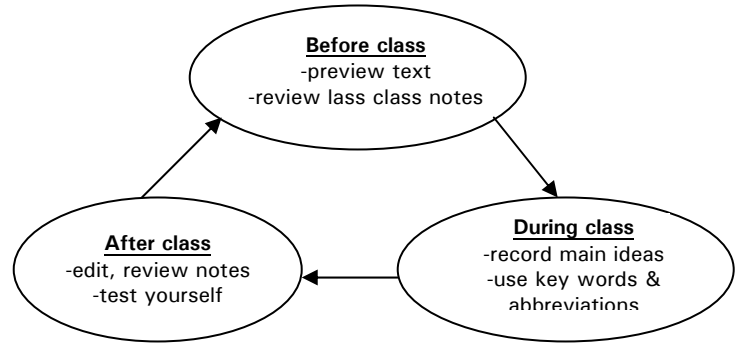 Before class
-preview text
-review lass class notes
During class
-record main ideas
-use key words &
abbreviations
After class
-edit, review notes
-test yourself